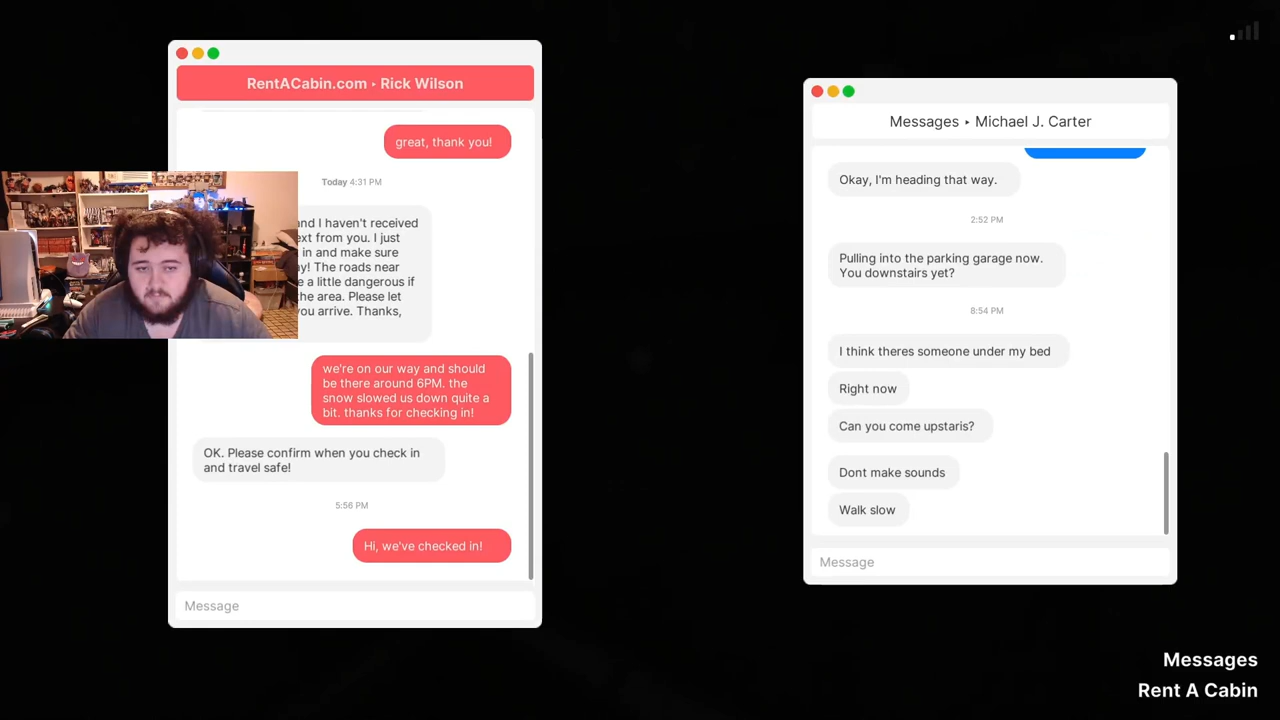 RentACabin.com ‣ Rick Wilson
great, thank you!
Today 4:31 PM
and I haven't received
ext from you. I just
in and make sure
y! The roads near
e a little dangerous if
he area. Please let
ou arrive. Thanks,
we're on our way and should
be there around 6PM. the
snow slowed us down quite a
bit. thanks for checking in!
OK. Please confirm when you check in
and travel safe!
5:56 PM
Hi, we've checked in!
Message
Messages ‣ Michael J. Carter
Okay, I'm heading that way.
2:52 PM
Pulling into the parking garage now.
You downstairs yet?
8:54 PM
I think theres someone under my bed
Right now
Can you come upstaris?
Dont make sounds
Walk slow
Message
Messages
Rent A Cabin